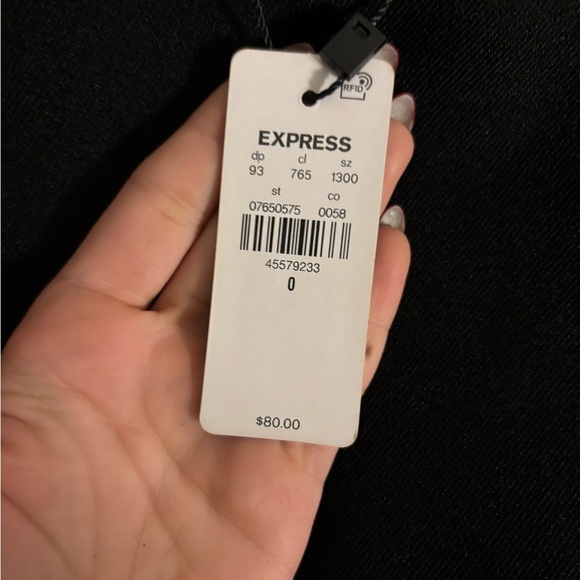 RFID
EXPRESS
dp cl sz
93 765 1300
st co
07650575 0058
45579233
0
$80.00